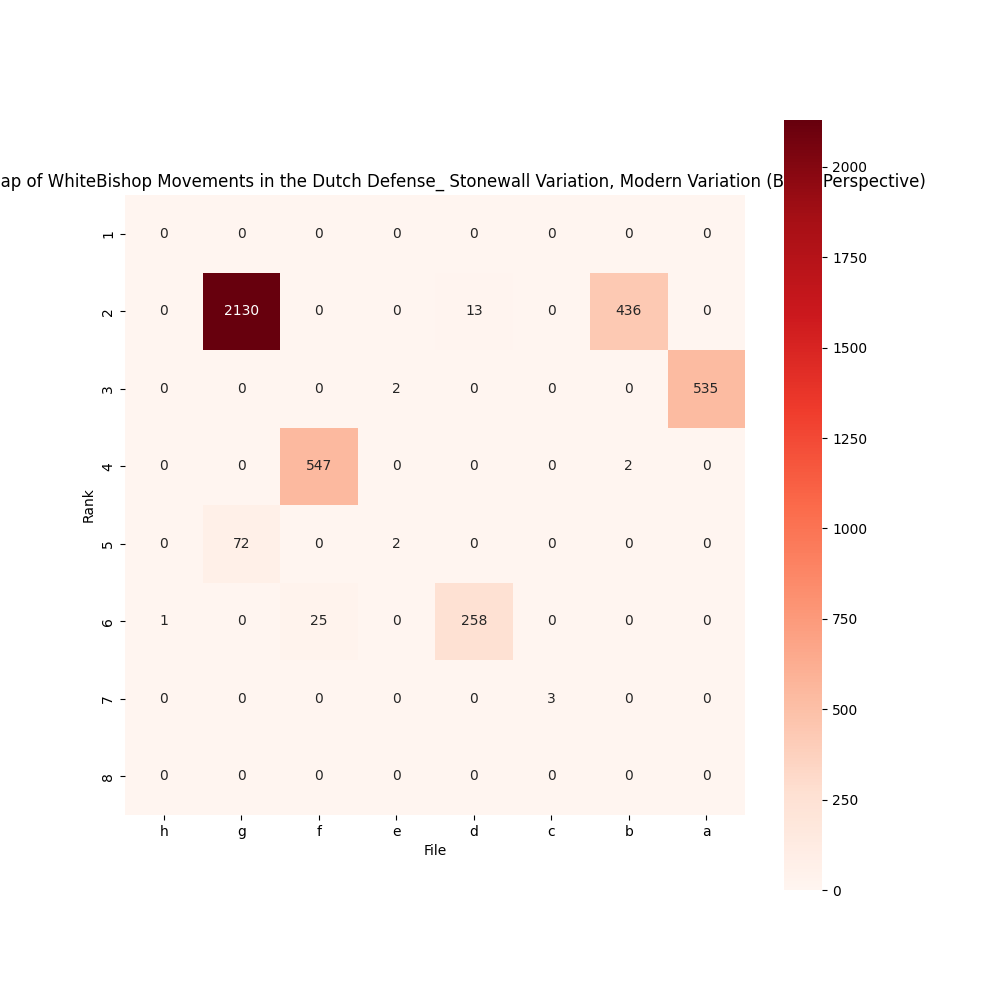 ap of WhiteBishop Movements in the Dutch Defense_ Stonewall Variation, Modern Variation (B Perspective)
1 0 0 0 0 0 0 0 0
2 0 2130 0 0 13 0 436 0
3 0 0 0 2 0 0 0 535
4 0 0 547 0 0 0 2 0
5 0 72 0 2 0 0 0 0
6 1 0 25 0 258 0 0 0
7 0 0 0 0 0 3 0 0
8 0 0 0 0 0 0 0 0
h g f e d c b a
File
Rank
2000
1750
1500
1250
1000
750
500
250
0